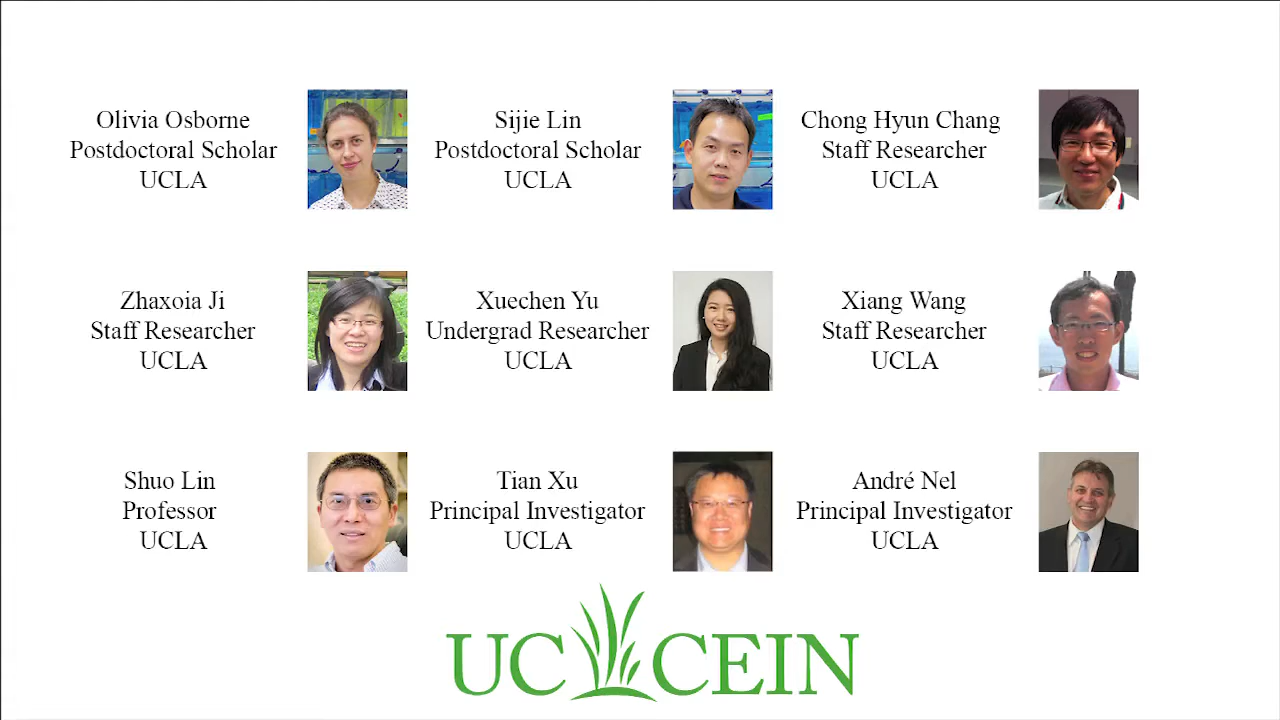 Olivia Osborne
Postdoctoral Scholar
UCLA
Sijie Lin
Postdoctoral Scholar
UCLA
Chong Hyun Chang
Staff Researcher
UCLA
Zhaxoia Ji
Staff Researcher
UCLA
Xuechen Yu
Undergrad Researcher
UCLA
Xiang Wang
Staff Researcher
UCLA
Shuo Lin
Professor
UCLA
Tian Xu
Principal Investigator
UCLA
André Nel
Principal Investigator
UCLA
UC CEIN